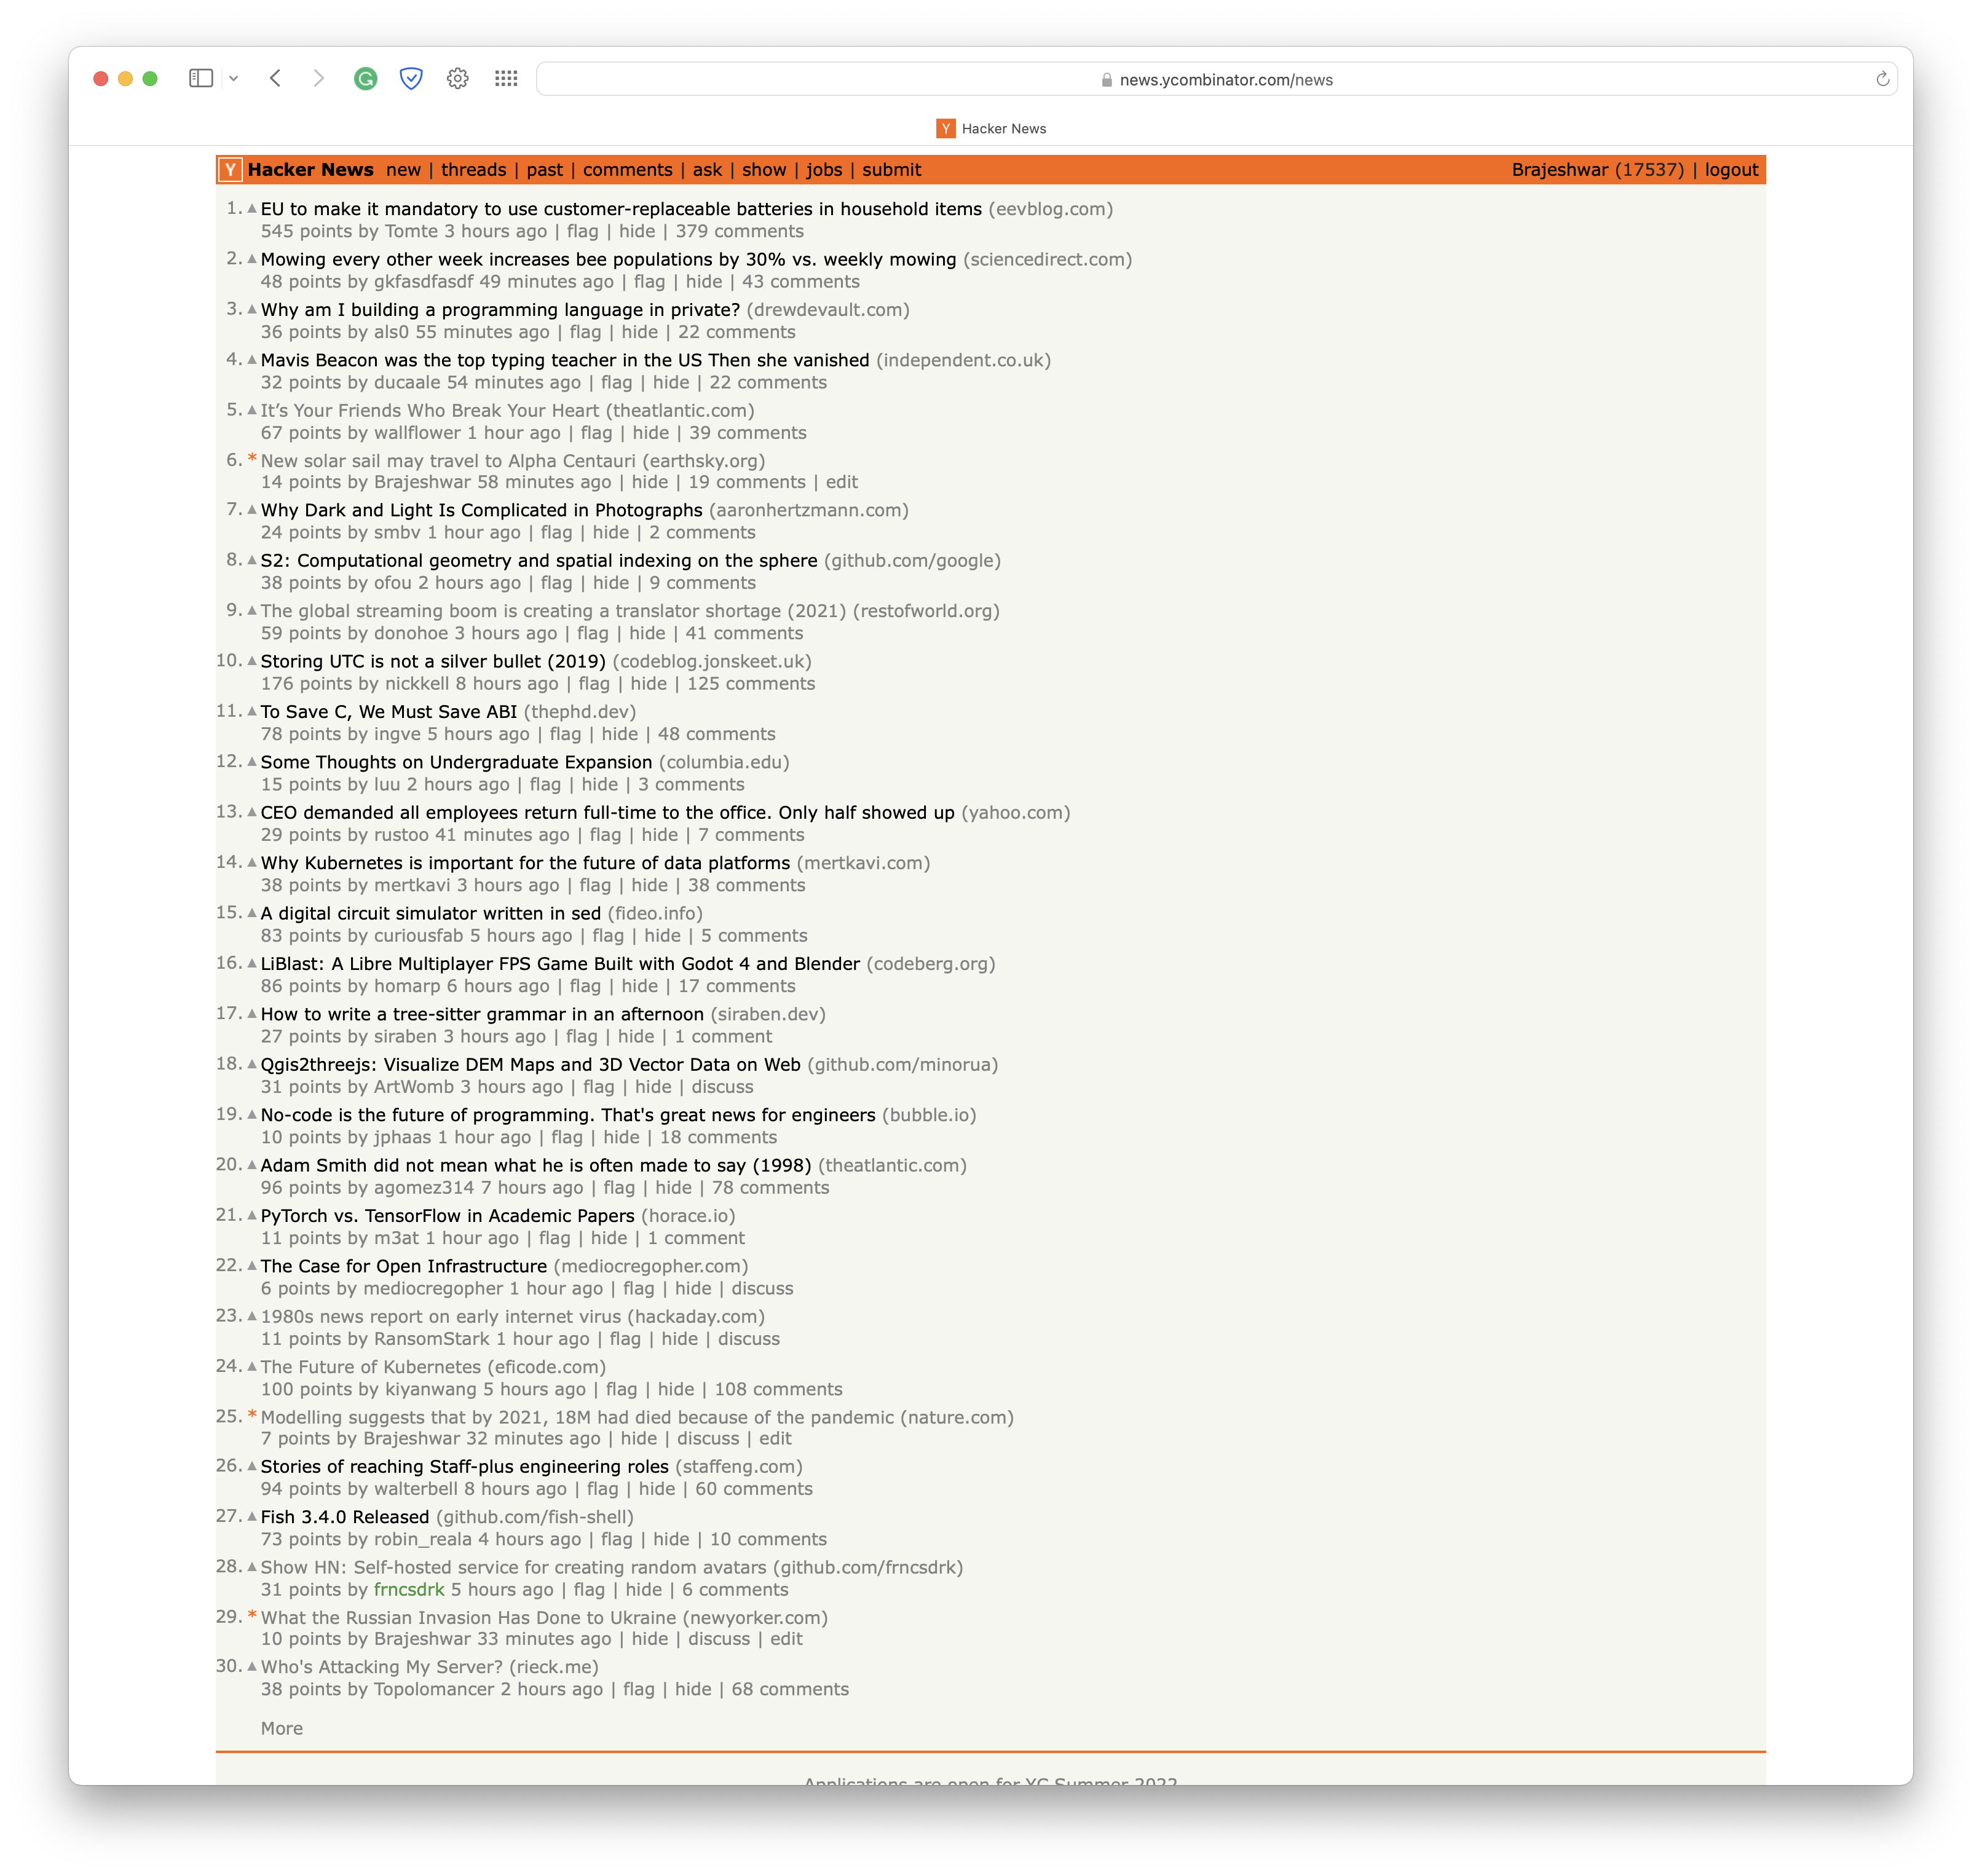 news.ycombinator.com/news
Y Hacker News
Y Hacker News new | threads | past | comments | ask | show | jobs | submit Brajeshwar (17537) | logout
1. EU to make it mandatory to use customer-replaceable batteries in household items (eevblog.com)
545 points by Tomte 3 hours ago | flag | hide | 379 comments
2. Mowing every other week increases bee populations by 30% vs. weekly mowing (sciencedirect.com)
48 points by gkfasdfasdf 49 minutes ago | flag | hide | 43 comments
3. Why am I building a programming language in private? (drewdevault.com)
36 points by als0 55 minutes ago | flag | hide | 22 comments
4. Mavis Beacon was the top typing teacher in the US Then she vanished (independent.co.uk)
32 points by ducaale 54 minutes ago | flag | hide | 22 comments
5. It’s Your Friends Who Break Your Heart (theatlantic.com)
67 points by wallflower 1 hour ago | flag | hide | 39 comments
6. * New solar sail may travel to Alpha Centauri (earthsky.org)
14 points by Brajeshwar 58 minutes ago | hide | 19 comments | edit
7. Why Dark and Light Is Complicated in Photographs (aaronhertzmann.com)
24 points by smbv 1 hour ago | flag | hide | 2 comments
8. S2: Computational geometry and spatial indexing on the sphere (github.com/google)
38 points by ofou 2 hours ago | flag | hide | 9 comments
9. The global streaming boom is creating a translator shortage (2021) (restofworld.org)
59 points by donohoe 3 hours ago | flag | hide | 41 comments
10. Storing UTC is not a silver bullet (2019) (codeblog.jonskeet.uk)
176 points by nickkell 8 hours ago | flag | hide | 125 comments
11. To Save C, We Must Save ABI (thephd.dev)
78 points by ingve 5 hours ago | flag | hide | 48 comments
12. Some Thoughts on Undergraduate Expansion (columbia.edu)
15 points by luu 2 hours ago | flag | hide | 3 comments
13. CEO demanded all employees return full-time to the office. Only half showed up (yahoo.com)
29 points by rustoo 41 minutes ago | flag | hide | 7 comments
14. Why Kubernetes is important for the future of data platforms (mertkavi.com)
38 points by mertkavi 3 hours ago | flag | hide | 38 comments
15. A digital circuit simulator written in sed (fideo.info)
83 points by curiousfab 5 hours ago | flag | hide | 5 comments
16. LiBlast: A Libre Multiplayer FPS Game Built with Godot 4 and Blender (codeberg.org)
86 points by homarp 6 hours ago | flag | hide | 17 comments
17. How to write a tree-sitter grammar in an afternoon (siraben.dev)
27 points by siraben 3 hours ago | flag | hide | 1 comment
18. Qgis2threejs: Visualize DEM Maps and 3D Vector Data on Web (github.com/minorua)
31 points by ArtWomb 3 hours ago | flag | hide | discuss
19. No-code is the future of programming. That's great news for engineers (bubble.io)
10 points by jphaas 1 hour ago | flag | hide | 18 comments
20. Adam Smith did not mean what he is often made to say (1998) (theatlantic.com)
96 points by agomez314 7 hours ago | flag | hide | 78 comments
21. PyTorch vs. TensorFlow in Academic Papers (horace.io)
11 points by m3at 1 hour ago | flag | hide | 1 comment
22. The Case for Open Infrastructure (mediocregopher.com)
6 points by mediocregopher 1 hour ago | flag | hide | discuss
23. 1980s news report on early internet virus (hackaday.com)
11 points by RansomStark 1 hour ago | flag | hide | discuss
24. The Future of Kubernetes (eficode.com)
100 points by kiyanwang 5 hours ago | flag | hide | 108 comments
25. * Modelling suggests that by 2021, 18M had died because of the pandemic (nature.com)
7 points by Brajeshwar 32 minutes ago | hide | discuss | edit
26. Stories of reaching Staff-plus engineering roles (staffeng.com)
94 points by walterbell 8 hours ago | flag | hide | 60 comments
27. Fish 3.4.0 Released (github.com/fish-shell)
73 points by robin_reala 4 hours ago | flag | hide | 10 comments
28. Show HN: Self-hosted service for creating random avatars (github.com/frncsdrk)
31 points by frncsdrk 5 hours ago | flag | hide | 6 comments
29. * What the Russian Invasion Has Done to Ukraine (newyorker.com)
10 points by Brajeshwar 33 minutes ago | hide | discuss | edit
30. Who's Attacking My Server? (rieck.me)
38 points by Topolomancer 2 hours ago | flag | hide | 68 comments
More
Applications are open for YC Summer 2022